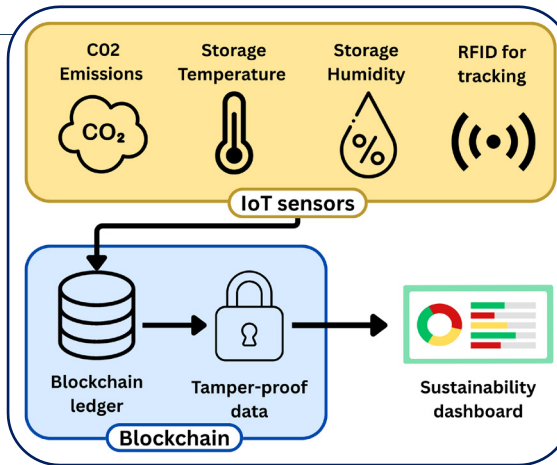 C02
Emissions
Storage
Temperature
Storage
Humidity
RFID for
tracking
CO₂
%
IoT sensors
Blockchain
ledger
Tamper-proof
data
Sustainability
dashboard
Blockchain